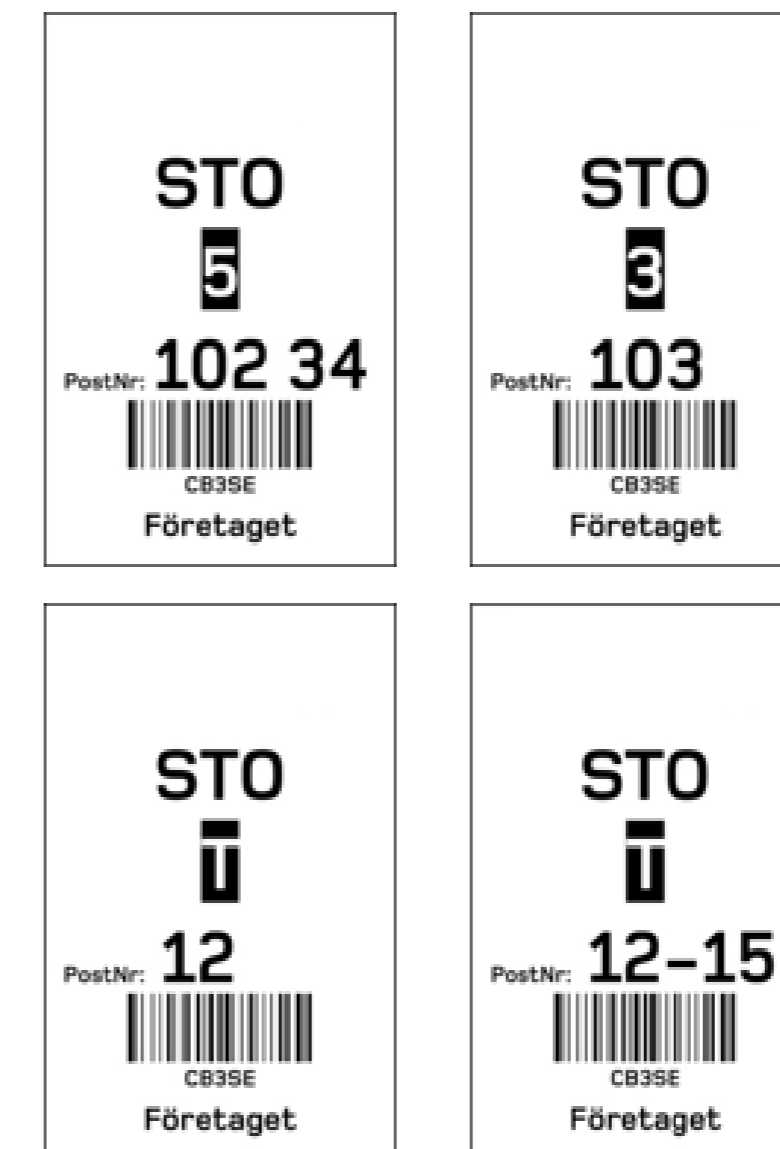 STO
5
PostNr: 102 34
CB3SE
Företaget
STO
3
PostNr: 103
CB3SE
Företaget
STO
T
PostNr: 12
CB3SE
Företaget
STO
T
PostNr: 12-15
CB3SE
Företaget